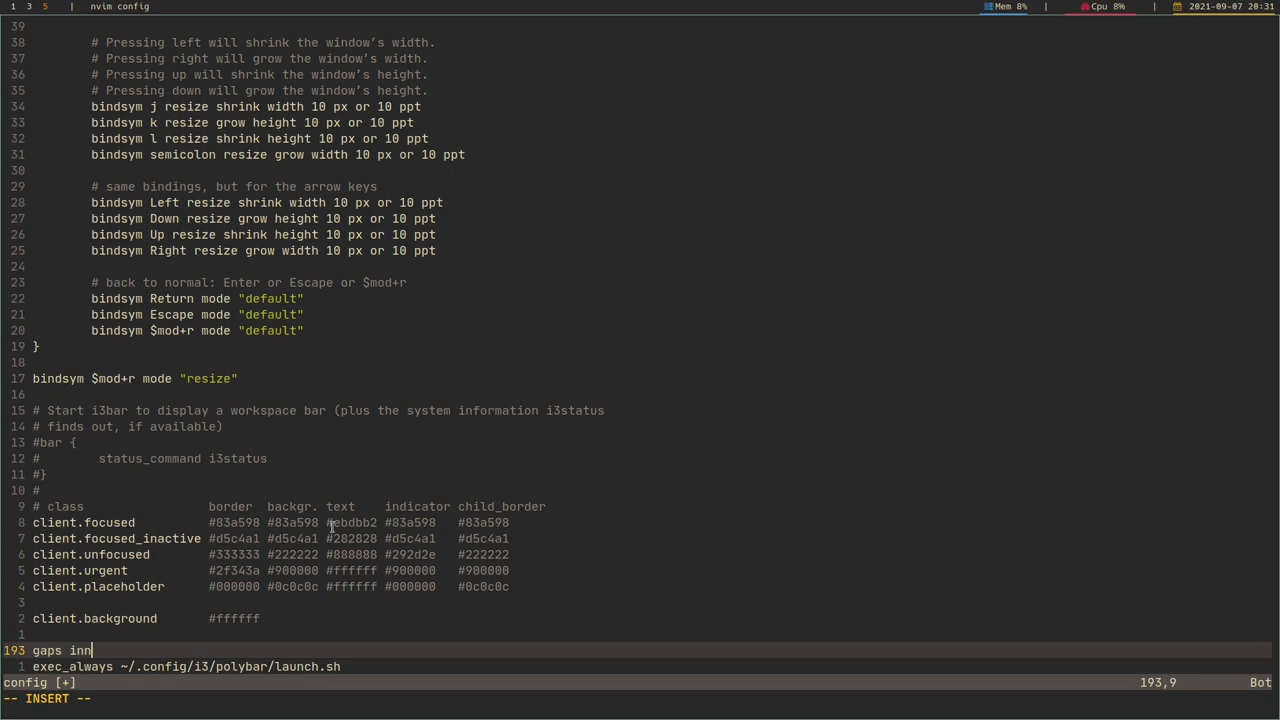 1 3 5 | nvim config Mem 8% | Cpu 8% | 2021-09-07 20:31
39
38 # Pressing left will shrink the window’s width.
37 # Pressing right will grow the window’s width.
36 # Pressing up will shrink the window’s height.
35 # Pressing down will grow the window’s height.
34 bindsym j resize shrink width 10 px or 10 ppt
33 bindsym k resize grow height 10 px or 10 ppt
32 bindsym l resize shrink height 10 px or 10 ppt
31 bindsym semicolon resize grow width 10 px or 10 ppt
30
29 # same bindings, but for the arrow keys
28 bindsym Left resize shrink width 10 px or 10 ppt
27 bindsym Down resize grow height 10 px or 10 ppt
26 bindsym Up resize shrink height 10 px or 10 ppt
25 bindsym Right resize grow width 10 px or 10 ppt
24
23 # back to normal: Enter or Escape or $mod+r
22 bindsym Return mode "default"
21 bindsym Escape mode "default"
20 bindsym $mod+r mode "default"
19 }
18
17 bindsym $mod+r mode "resize"
16
15 # Start i3bar to display a workspace bar (plus the system information i3status
14 # finds out, if available)
13 #bar {
12 # status_command i3status
11 #}
10 #
9 # class border backgr. text indicator child_border
8 client.focused #83a598 #83a598 #ebdbb2 #83a598 #83a598
7 client.focused_inactive #d5c4a1 #d5c4a1 #282828 #d5c4a1 #d5c4a1
6 client.unfocused #333333 #222222 #888888 #292d2e #222222
5 client.urgent #2f343a #900000 #ffffff #900000 #900000
4 client.placeholder #000000 #0c0c0c #ffffff #000000 #0c0c0c
3
2 client.background #ffffff
1
193 gaps inn
1 exec_always ~/.config/i3/polybar/launch.sh
config [+] 193,9 Bot
-- INSERT --